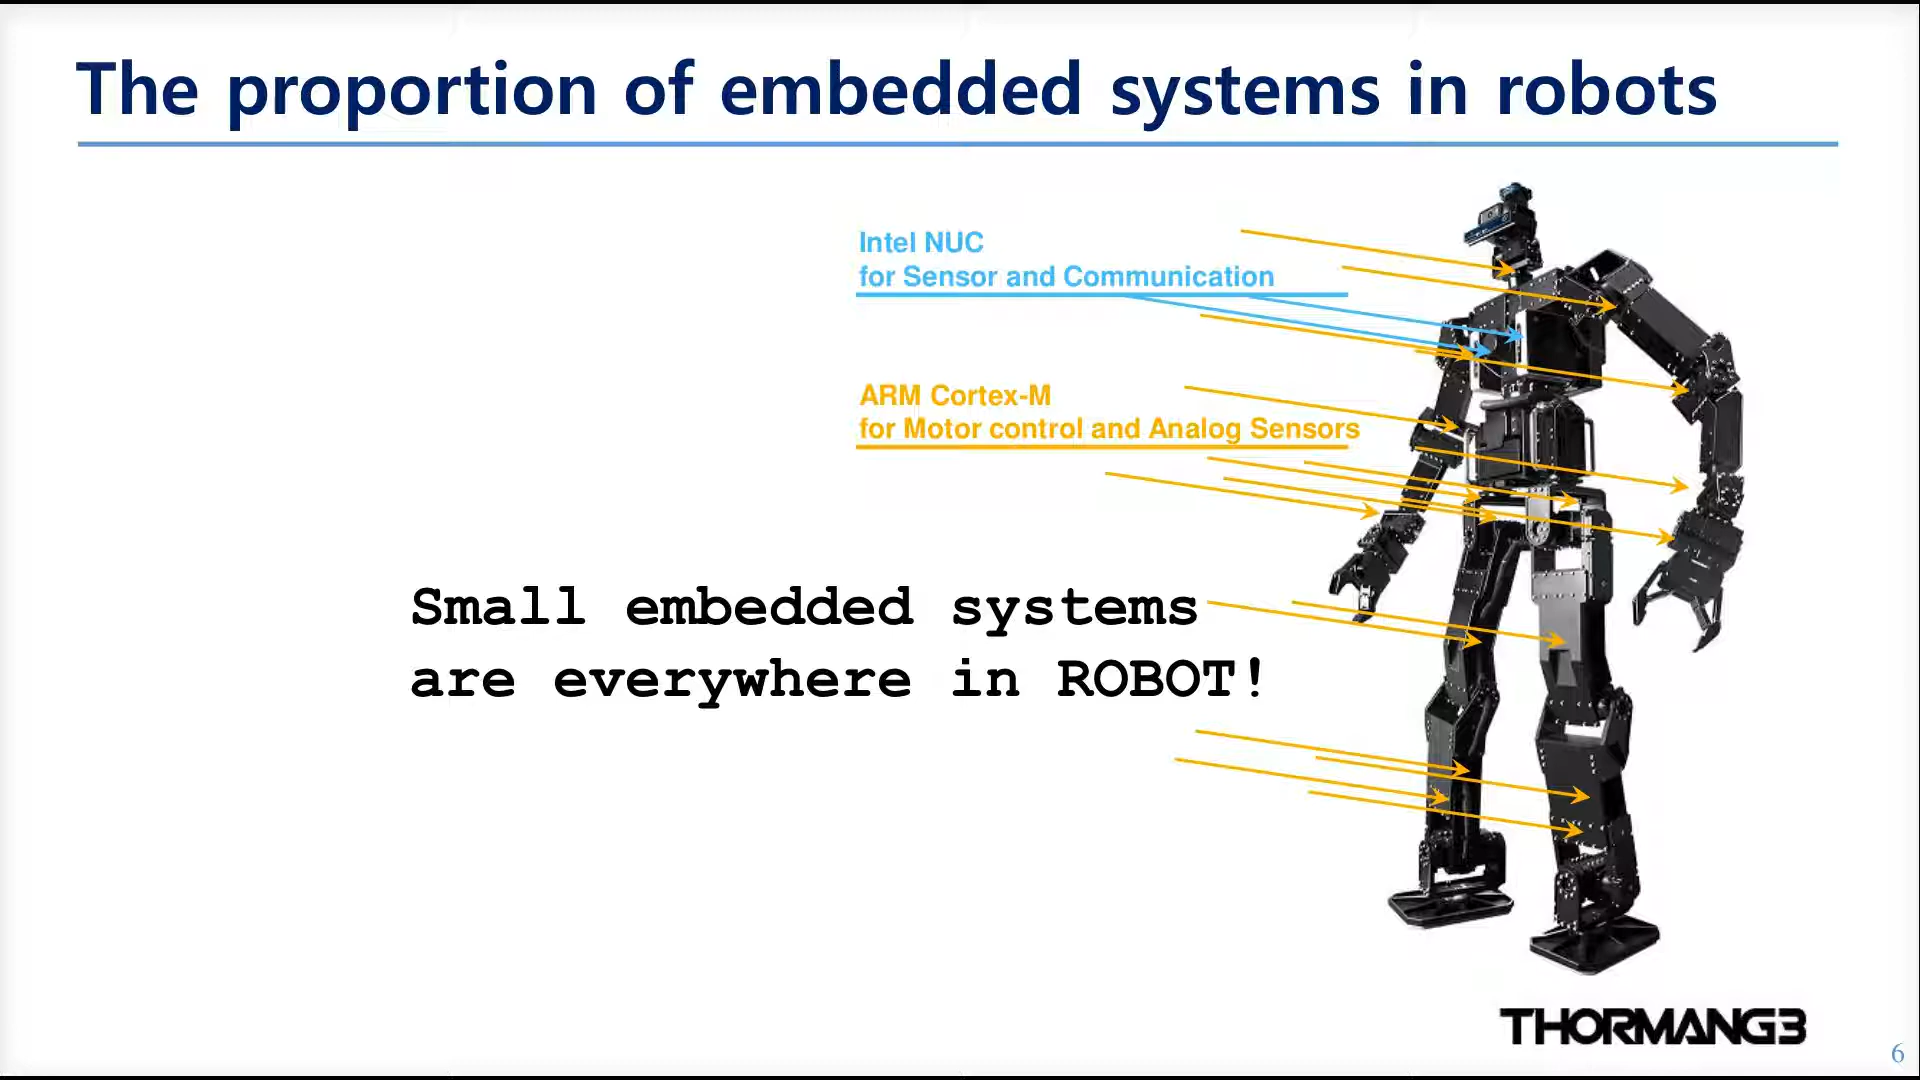 The proportion of embedded systems in robots
Intel NUC
for Sensor and Communication
ARM Cortex-M
for Motor control and Analog Sensors
Small embedded systems
are everywhere in ROBOT!
THORMANG3
6